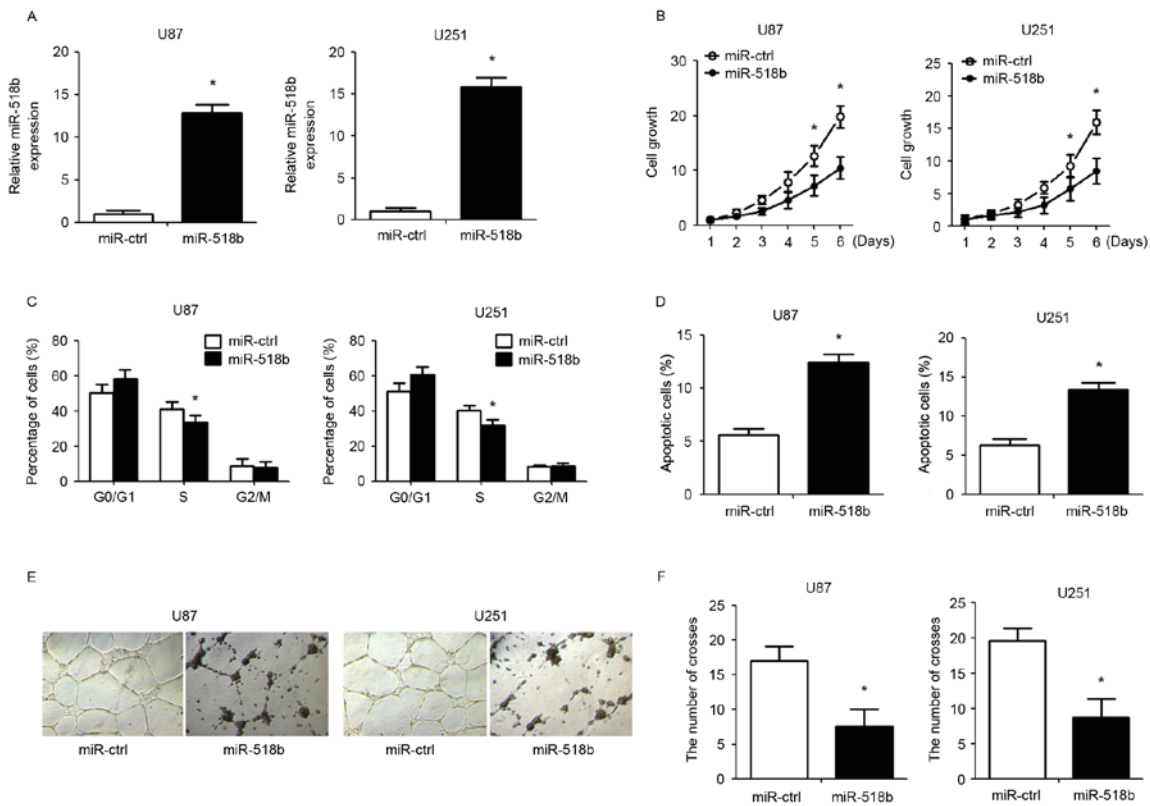 A
U87
20
15
10
5
0
Relative miR-518b
expression
*
miR-ctrl miR-518b
U251
20
15
10
5
0
Relative miR-518b
expression
*
miR-ctrl miR-518b
B
U87
miR-ctrl
miR-518b
30
20
10
0
Cell growth
* *
1 2 3 4 5 6 (Days)
U251
miR-ctrl
miR-518b
25
20
15
10
5
0
Cell growth
* *
1 2 3 4 5 6 (Days)
C
U87
miR-ctrl
miR-518b
80
60
40
20
0
Percentage of cells (%)
*
G0/G1 S G2/M
U251
miR-ctrl
miR-518b
80
60
40
20
0
Percentage of cells (%)
*
G0/G1 S G2/M
D
U87
15
10
5
0
Apoptotic cells (%)
*
miR-ctrl miR-518b
U251
20
15
10
5
0
Apoptotic cells (%)
*
miR-ctrl miR-518b
E
U87 U251
miR-ctrl miR-518b miR-ctrl miR-518b
F
U87
25
20
15
10
5
0
The number of crosses
*
miR-ctrl miR-518b
U251
25
20
15
10
5
0
The number of crosses
*
miR-ctrl miR-518b